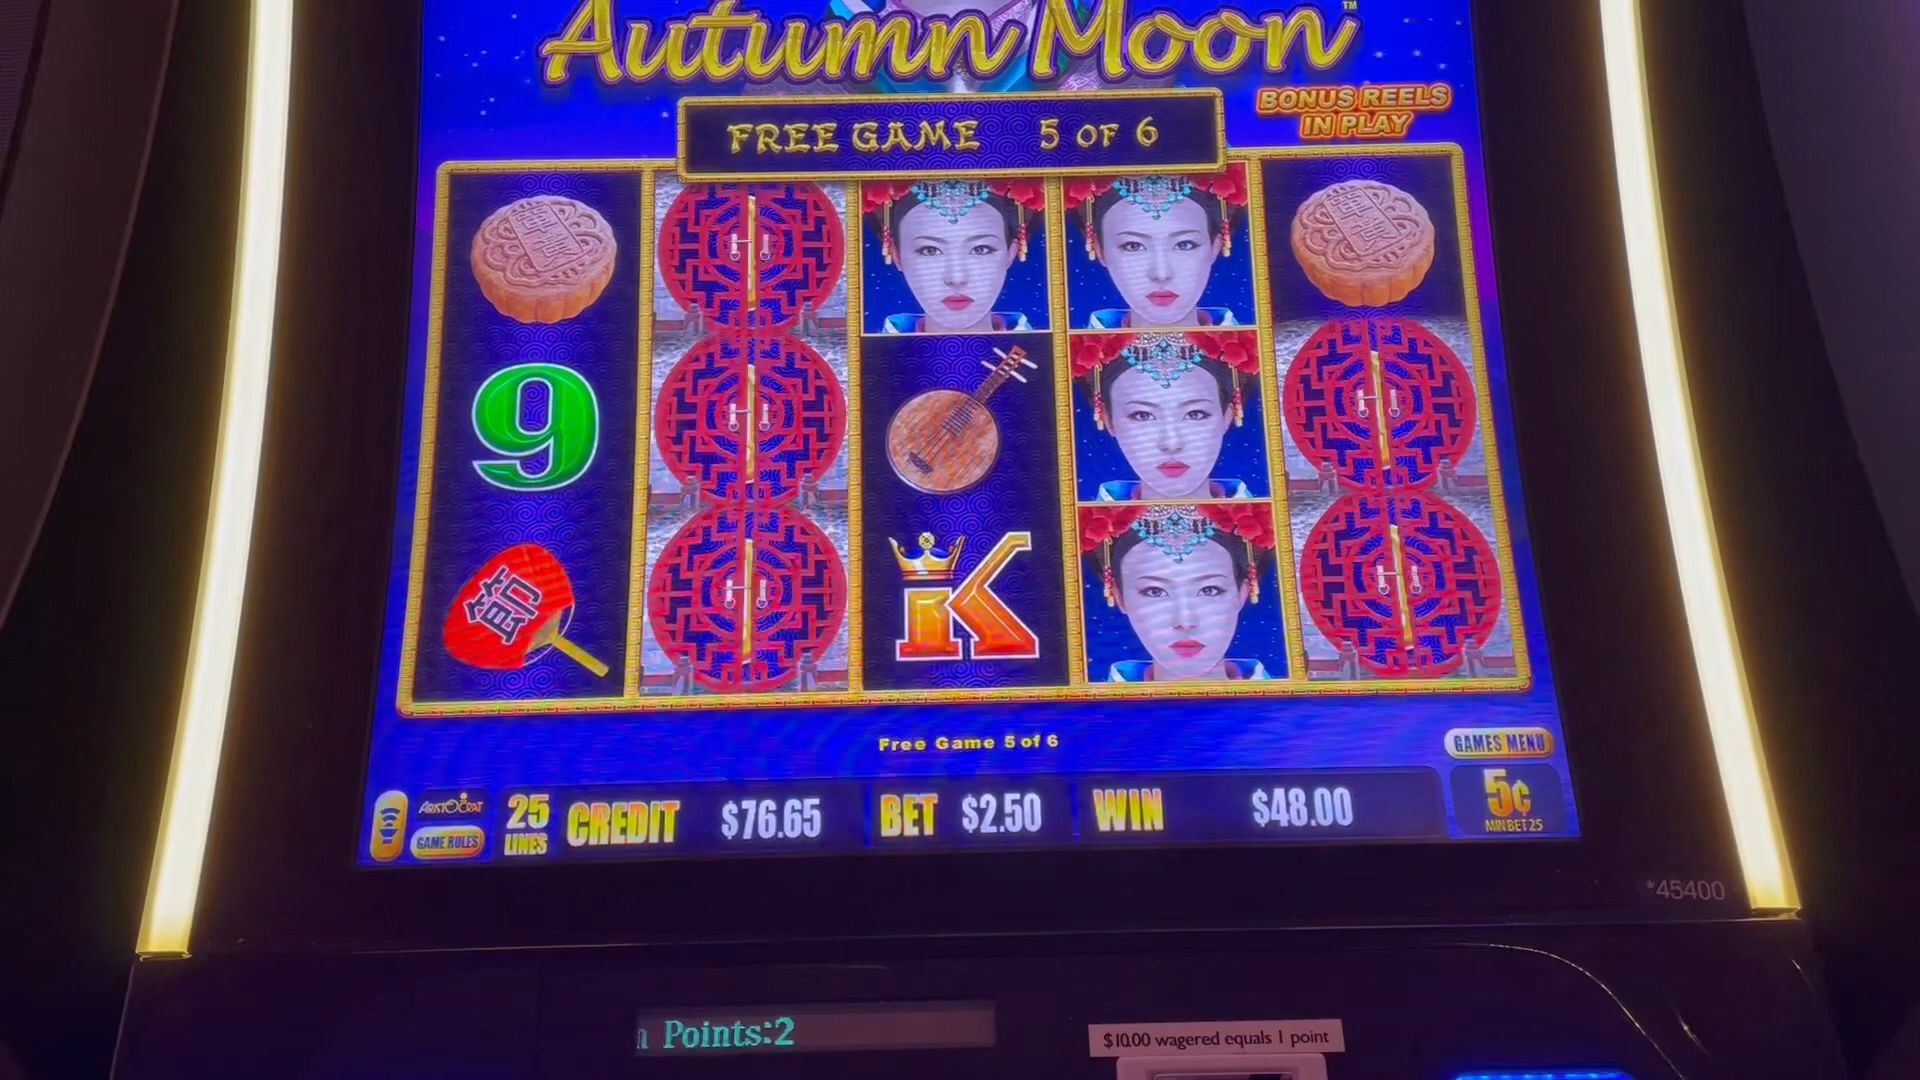 Autumn Moon™
BONUS REELS
IN PLAY
FREE GAME 5 OF 6
9
K
Free Game 5 of 6
GAMES MENU
ARISTOCRAT
GAME RULES
25
LINES
CREDIT $76.65
BET $2.50
WIN $48.00
5¢
MIN BET 25
*45400
Points:2
$10.00 wagered equals 1 point